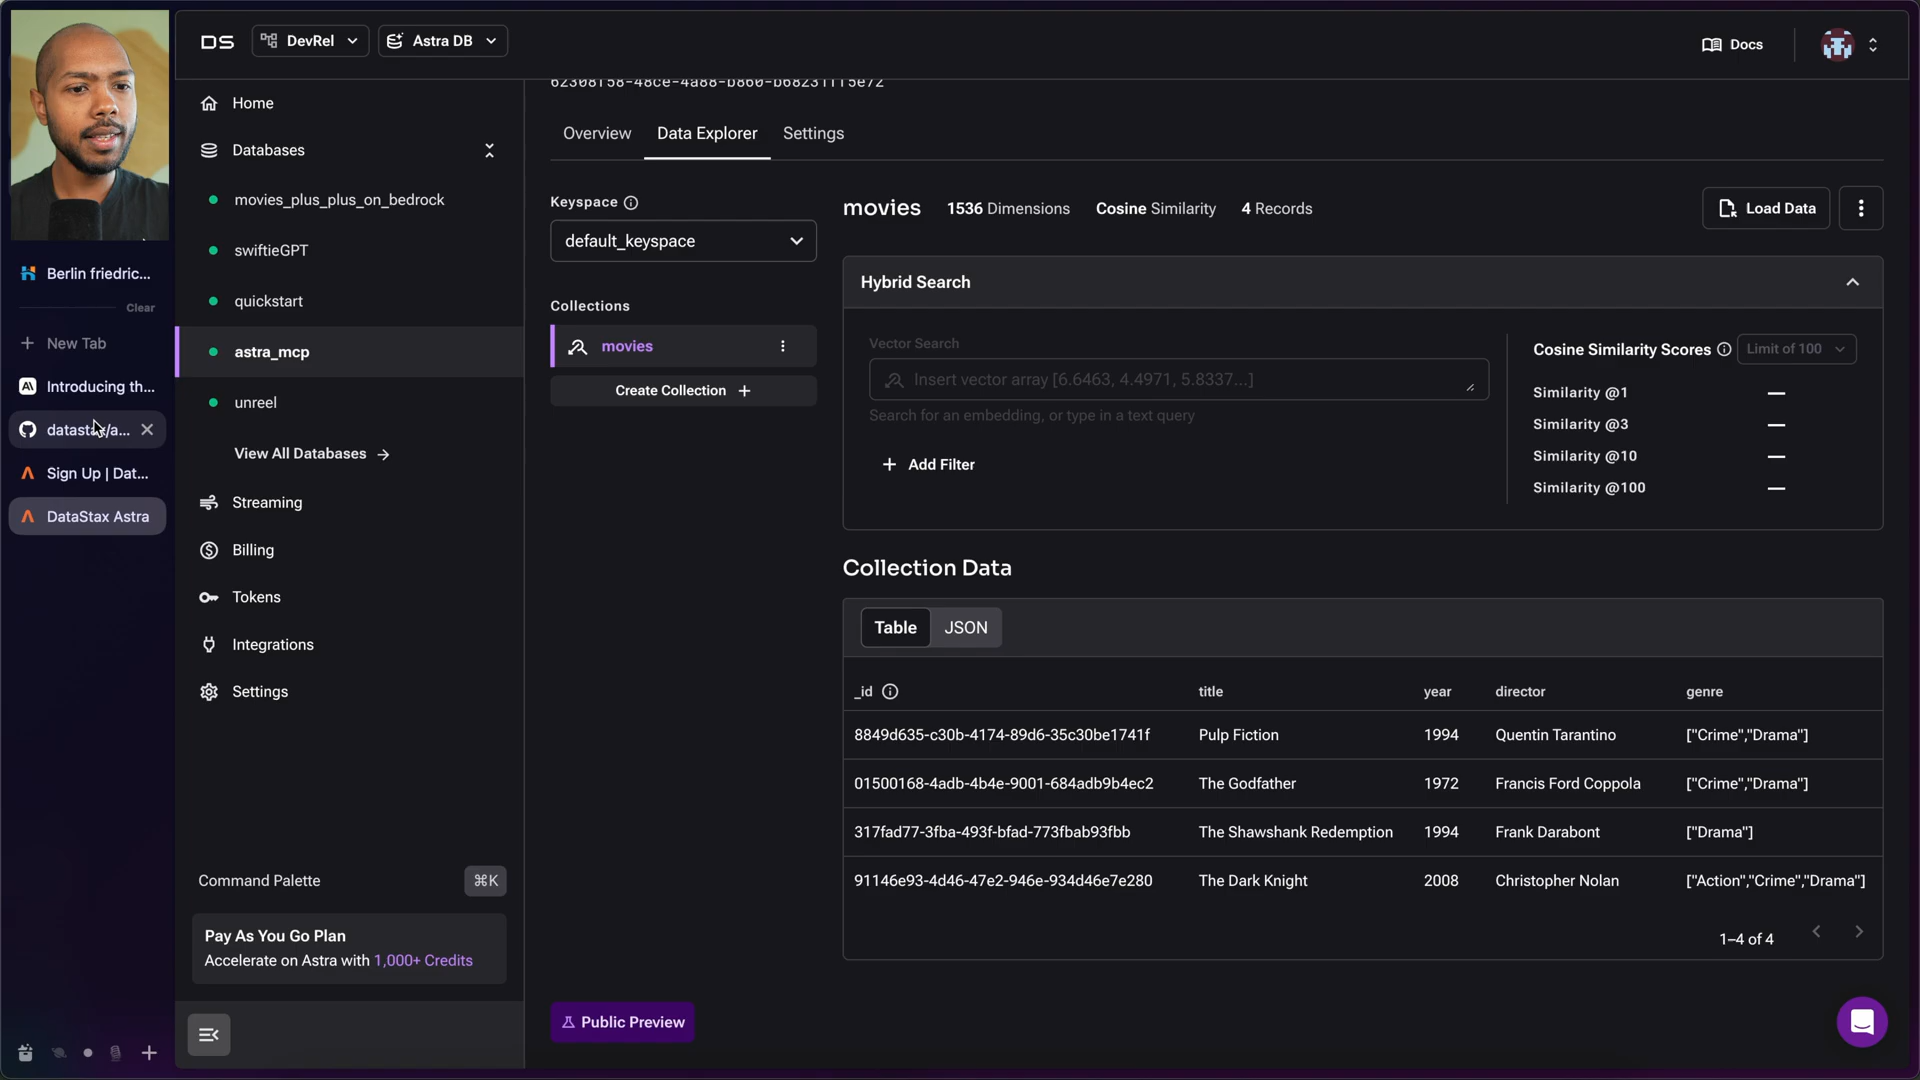 DS
DevRel
Astra DB
Docs
62308158-48ce-4a88-b860-b68231115e72
Overview
Data Explorer
Settings
Berlin friedric...
Clear
New Tab
Introducing th...
datastax/a...
Sign Up | Dat...
DataStax Astra
Home
Databases
movies_plus_plus_on_bedrock
swiftieGPT
quickstart
astra_mcp
unreel
View All Databases
Streaming
Billing
Tokens
Integrations
Settings
Command Palette
⌘K
Pay As You Go Plan
Accelerate on Astra with 1,000+ Credits
Keyspace
default_keyspace
Collections
movies
Create Collection +
Public Preview
movies
1536 Dimensions
Cosine Similarity
4 Records
Load Data
Hybrid Search
Vector Search
Insert vector array [6.6463, 4.4971, 5.8337...]
Search for an embedding, or type in a text query
+ Add Filter
Cosine Similarity Scores
Limit of 100
Similarity @1 —
Similarity @3 —
Similarity @10 —
Similarity @100 —
Collection Data
Table
JSON
_id title year director genre
8849d635-c30b-4174-89d6-35c30be1741f Pulp Fiction 1994 Quentin Tarantino ["Crime","Drama"]
01500168-4adb-4b4e-9001-684adb9b4ec2 The Godfather 1972 Francis Ford Coppola ["Crime","Drama"]
317fad77-3fba-493f-bfad-773fbab93fbb The Shawshank Redemption 1994 Frank Darabont ["Drama"]
91146e93-4d46-47e2-946e-934d46e7e280 The Dark Knight 2008 Christopher Nolan ["Action","Crime","Drama"]
1–4 of 4